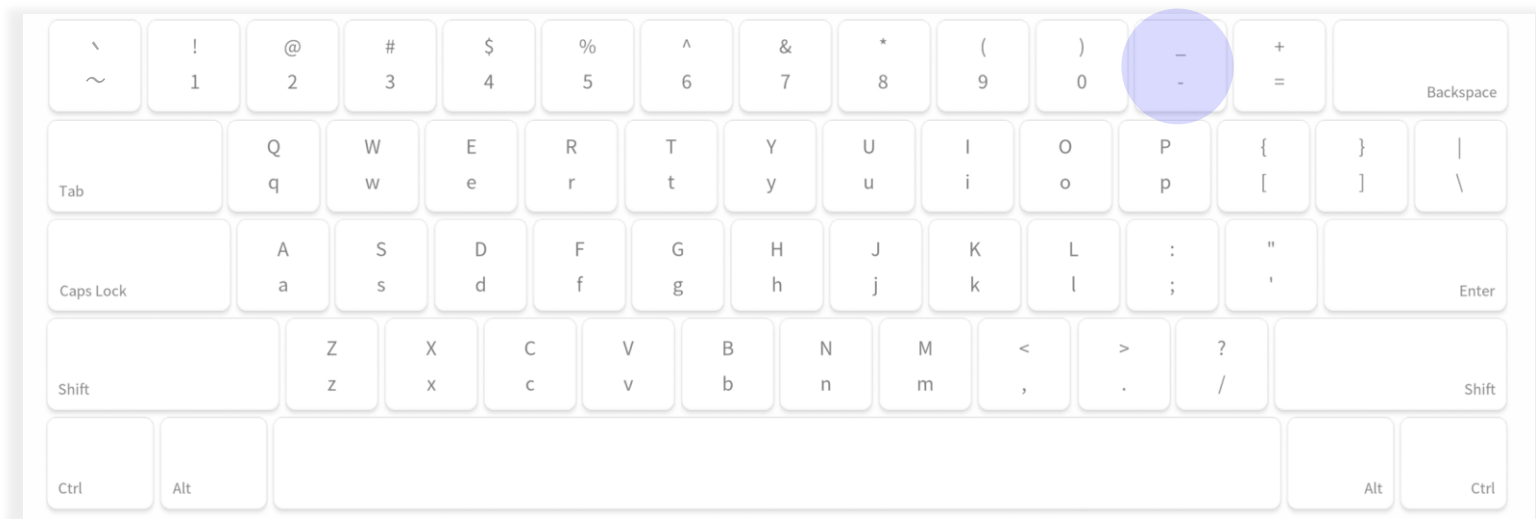 、 ! @ # $ % ^ & * ( ) _ +
～ 1 2 3 4 5 6 7 8 9 0 - = Backspace
Q W E R T Y U I O P { } |
Tab q w e r t y u i o p [ ] \
A S D F G H J K L : "
Caps Lock a s d f g h j k l ; ' Enter
Z X C V B N M < > ?
Shift z x c v b n m , . / Shift
Ctrl Alt Alt Ctrl